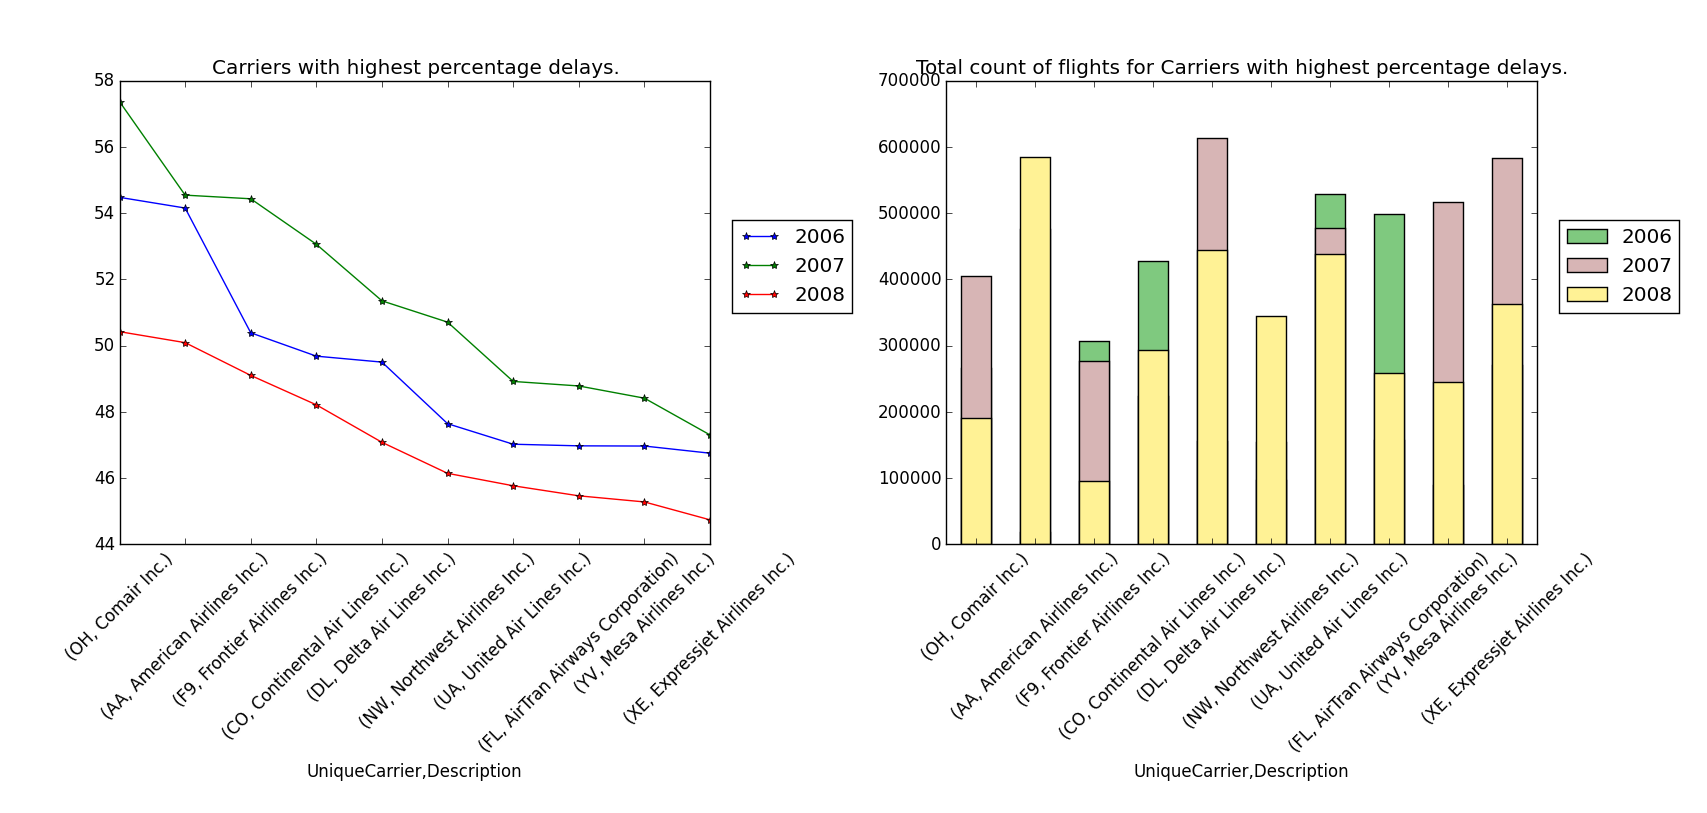 Carriers with highest percentage delays.
58
56
54
52
50
48
46
44
2006
2007
2008
(OH, Comair Inc.)
(AA, American Airlines Inc.)
(F9, Frontier Airlines Inc.)
(CO, Continental Air Lines Inc.)
(DL, Delta Air Lines Inc.)
(NW, Northwest Airlines Inc.)
(UA, United Air Lines Inc.)
(FL, AirTran Airways Corporation)
(YV, Mesa Airlines Inc.)
(XE, Expressjet Airlines Inc.)
UniqueCarrier,Description
Total count of flights for Carriers with highest percentage delays.
700000
600000
500000
400000
300000
200000
100000
0
2006
2007
2008
(OH, Comair Inc.)
(AA, American Airlines Inc.)
(F9, Frontier Airlines Inc.)
(CO, Continental Air Lines Inc.)
(DL, Delta Air Lines Inc.)
(NW, Northwest Airlines Inc.)
(UA, United Air Lines Inc.)
(FL, AirTran Airways Corporation)
(YV, Mesa Airlines Inc.)
(XE, Expressjet Airlines Inc.)
UniqueCarrier,Description